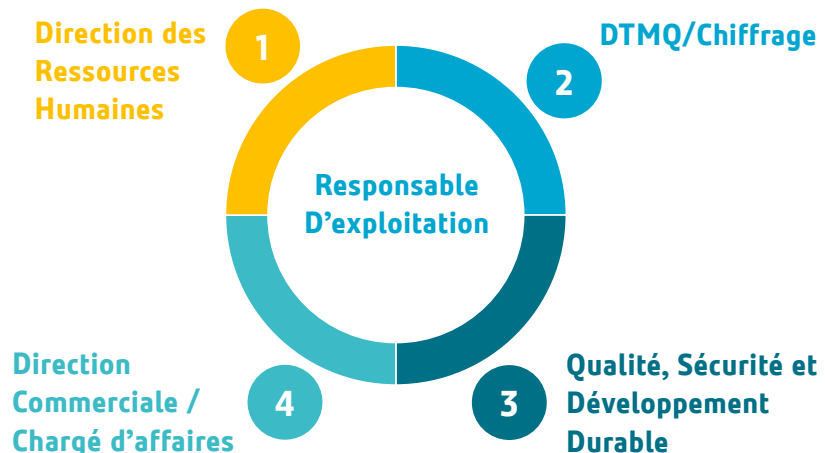 Direction des
Ressources
Humaines
1
2
DTMQ/Chiffrage
Responsable
D’exploitation
Direction
Commerciale /
Chargé d’affaires
4
3
Qualité, Sécurité et
Développement
Durable